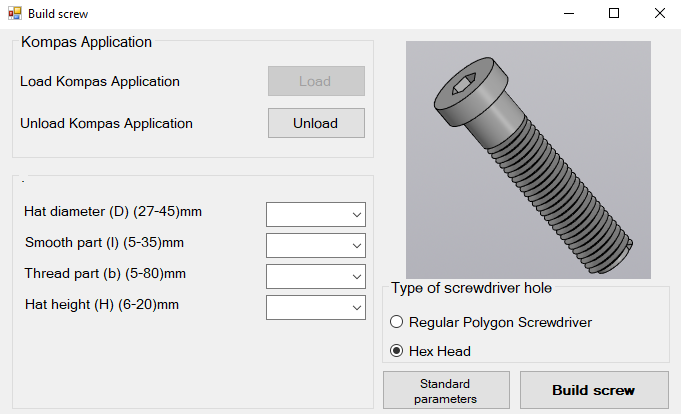 Build screw
Kompas Application
Load Kompas Application
Load
Unload Kompas Application
Unload
.
Hat diameter (D) (27-45)mm
Smooth part (l) (5-35)mm
Thread part (b) (5-80)mm
Hat height (H) (6-20)mm
Type of screwdriver hole
Regular Polygon Screwdriver
Hex Head
Standard
parameters
Build screw